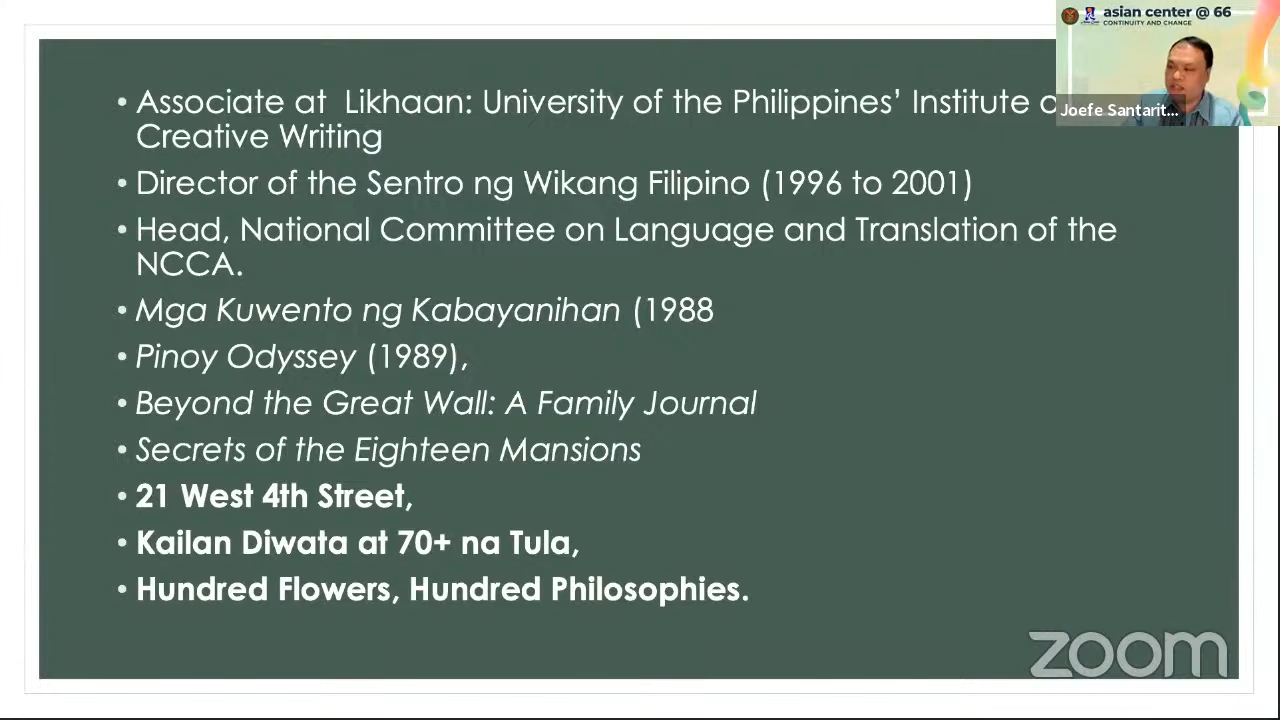 asian center @ 66
CONTINUITY AND CHANGE
Joefe Santarit...
• Associate at Likhaan: University of the Philippines’ Institute
Creative Writing
• Director of the Sentro ng Wikang Filipino (1996 to 2001)
• Head, National Committee on Language and Translation of the
NCCA.
• Mga Kuwento ng Kabayanihan (1988
• Pinoy Odyssey (1989),
• Beyond the Great Wall: A Family Journal
• Secrets of the Eighteen Mansions
• 21 West 4th Street,
• Kailan Diwata at 70+ na Tula,
• Hundred Flowers, Hundred Philosophies.
zoom